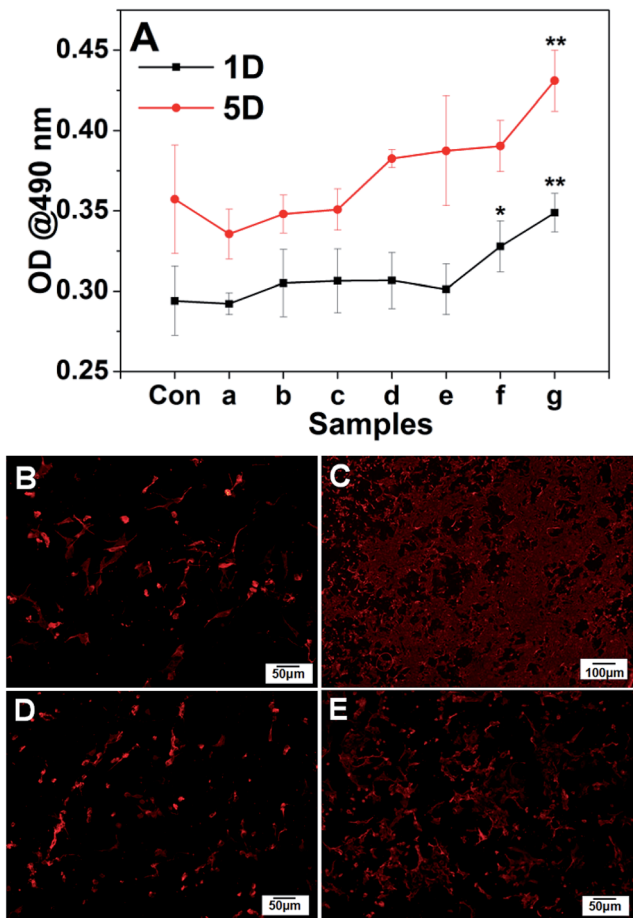 A
1D
5D
**
*
**
OD @490 nm
0.45
0.40
0.35
0.30
0.25
Con a b c d e f g
Samples
B
50μm
C
100μm
D
50μm
E
50μm